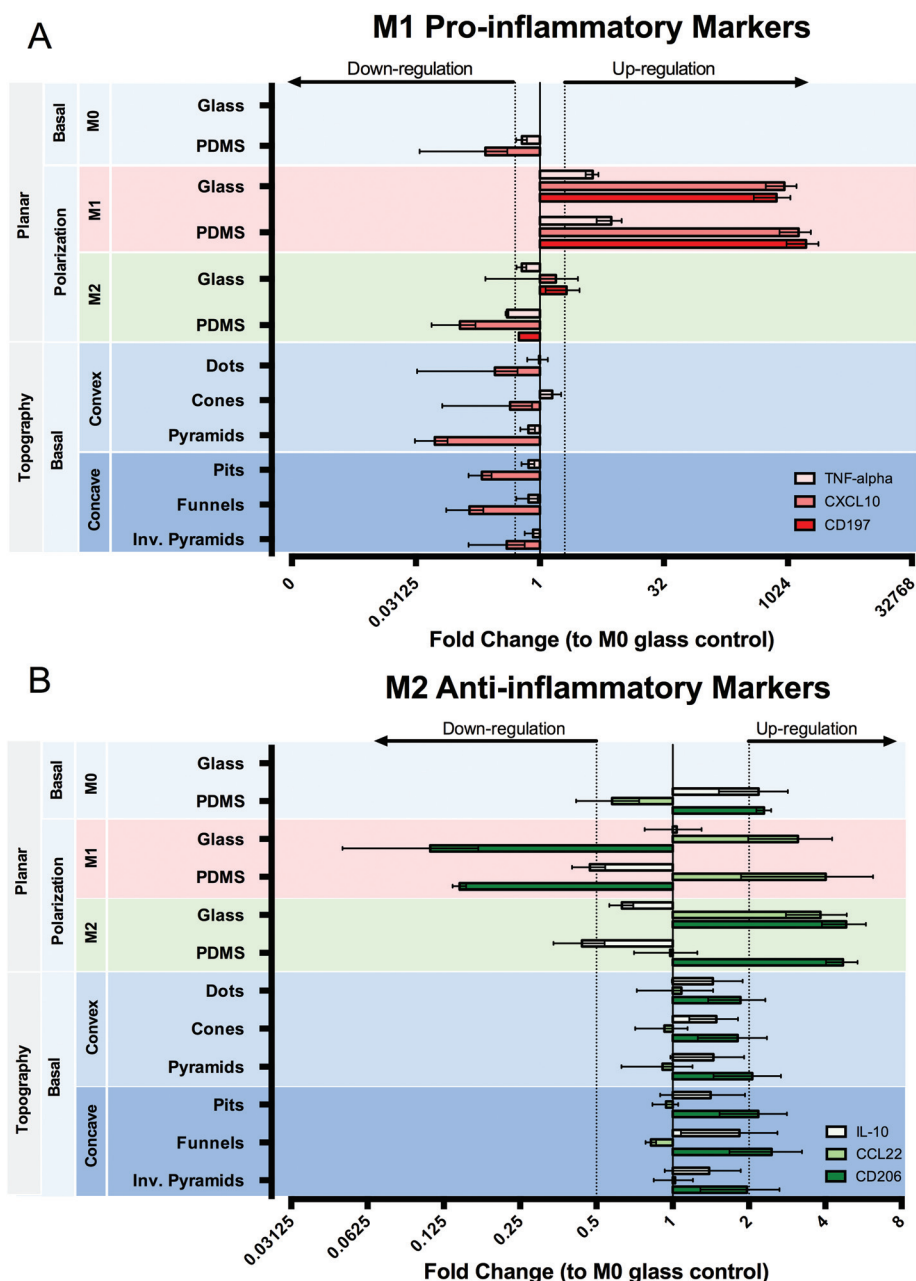 A
M1 Pro-inflammatory Markers
Down-regulation
Up-regulation
Planar
Basal
M0
Glass
PDMS
Polarization
M1
Glass
PDMS
M2
Glass
PDMS
Topography
Basal
Convex
Dots
Cones
Pyramids
Concave
Pits
Funnels
Inv. Pyramids
TNF-alpha
CXCL10
CD197
0
0.03125
1
32
1024
32768
Fold Change (to M0 glass control)
B
M2 Anti-inflammatory Markers
Down-regulation
Up-regulation
Planar
Basal
M0
Glass
PDMS
Polarization
M1
Glass
PDMS
M2
Glass
PDMS
Topography
Basal
Convex
Dots
Cones
Pyramids
Concave
Pits
Funnels
Inv. Pyramids
IL-10
CCL22
CD206
0.03125
0.0625
0.125
0.25
0.5
1
2
4
8
Fold Change (to M0 glass control)